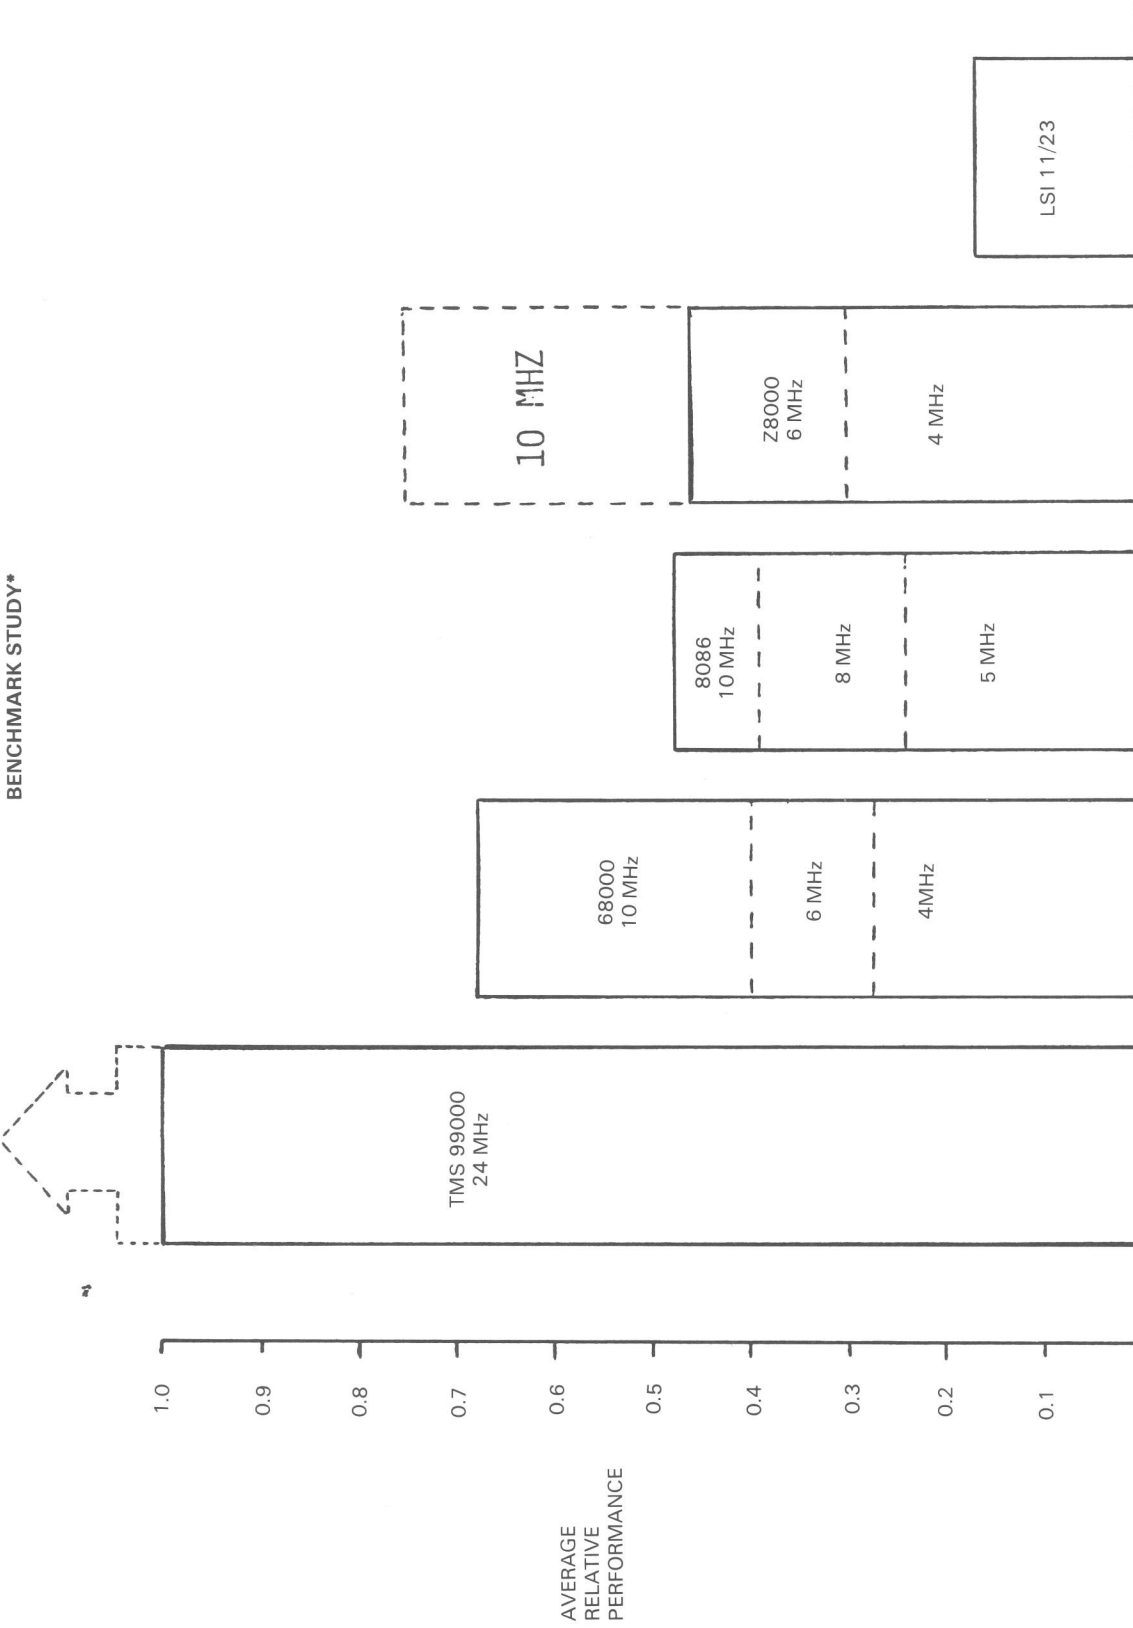 BENCHMARK STUDY*
AVERAGE
RELATIVE
PERFORMANCE
1.0
0.9
0.8
0.7
0.6
0.5
0.4
0.3
0.2
0.1
TMS 99000
24 MHz
68000
10 MHz
6 MHz
4MHz
8086
10 MHz
8 MHz
5 MHz
10 MHZ
Z8000
6 MHz
4 MHz
LSI 11/23